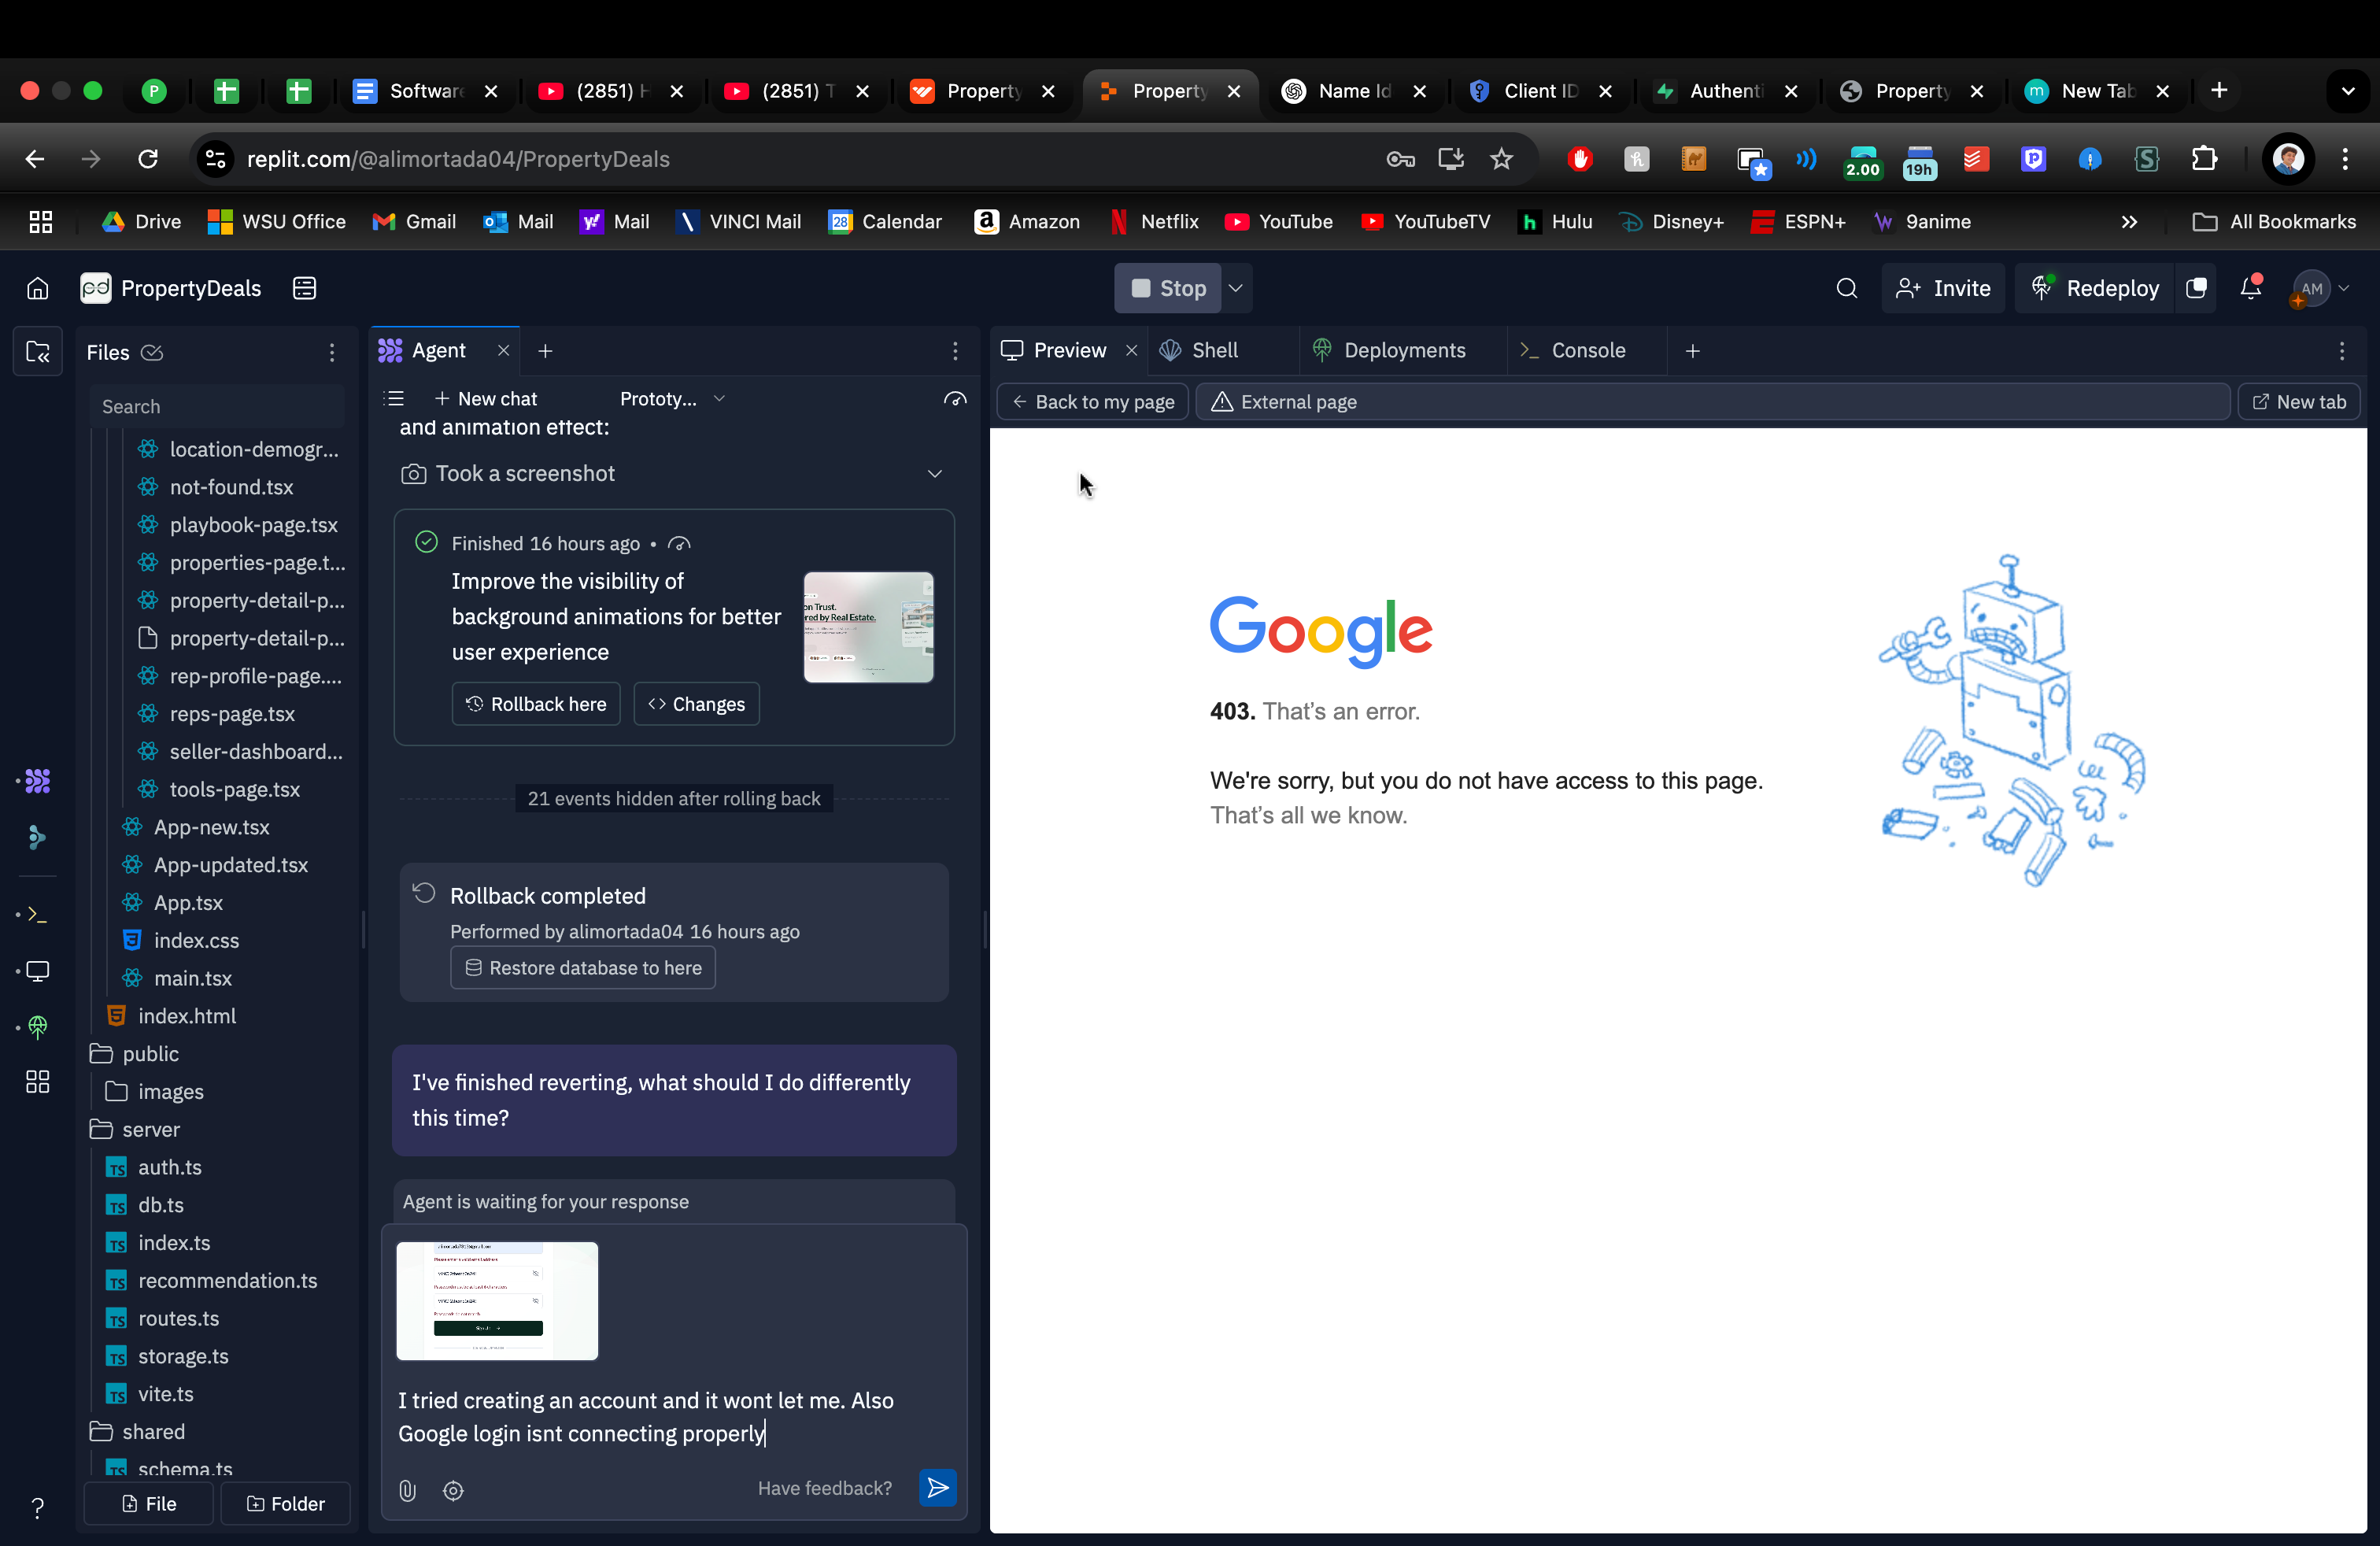 P
Software
(2851) H
(2851) T
Property
Property
Name Id
Client ID
Authenti
Property
m
New Tab
replit.com/@alimortada04/PropertyDeals
2.00
19h
Drive
WSU Office
Gmail
Mail
Mail
VINCI Mail
28
Calendar
Amazon
Netflix
YouTube
YouTubeTV
Hulu
Disney+
ESPN+
9anime
All Bookmarks
pd
PropertyDeals
Stop
Invite
Redeploy
AM
Files
Search
location-demogr...
not-found.tsx
playbook-page.tsx
properties-page.t...
property-detail-p...
property-detail-p...
rep-profile-page....
reps-page.tsx
seller-dashboard...
tools-page.tsx
App-new.tsx
App-updated.tsx
App.tsx
index.css
main.tsx
index.html
public
images
server
auth.ts
db.ts
index.ts
recommendation.ts
routes.ts
storage.ts
vite.ts
shared
schema.ts
File
Folder
Agent
New chat
Prototy...
and animation effect:
Took a screenshot
Finished 16 hours ago •
Improve the visibility of
background animations for better
user experience
on Trust.
red by Real Estate.
Rollback here
Changes
21 events hidden after rolling back
Rollback completed
Performed by alimortada04 16 hours ago
Restore database to here
I've finished reverting, what should I do differently
this time?
Agent is waiting for your response
I tried creating an account and it wont let me. Also
Google login isnt connecting properly
Have feedback?
Preview
Shell
Deployments
Console
Back to my page
External page
New tab
Google
403. That's an error.
We're sorry, but you do not have access to this page.
That's all we know.